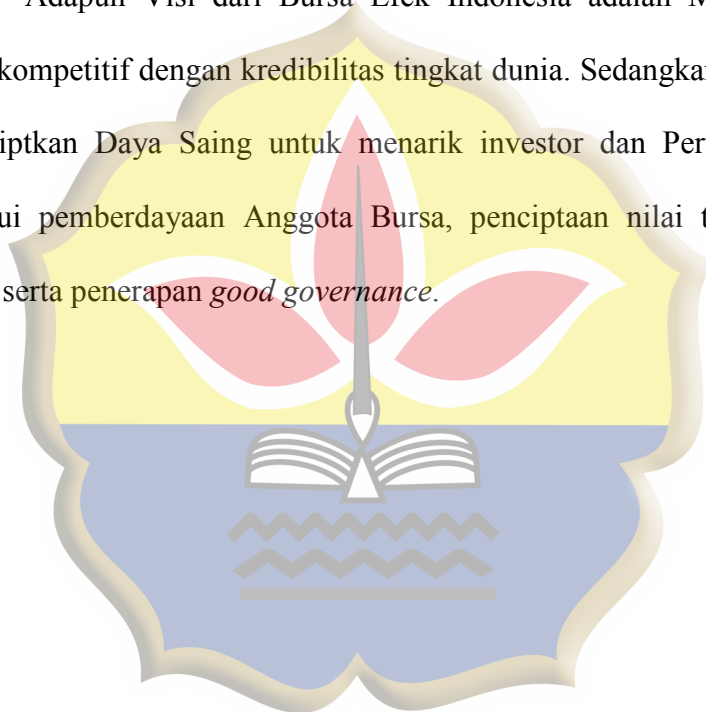 Adapun Visi dari Bursa Efek Indonesia adalah M
kompetitif dengan kredibilitas tingkat dunia. Sedangkan
iptkan Daya Saing untuk menarik investor dan Per
ui pemberdayaan Anggota Bursa, penciptaan nilai t
serta penerapan good governance.